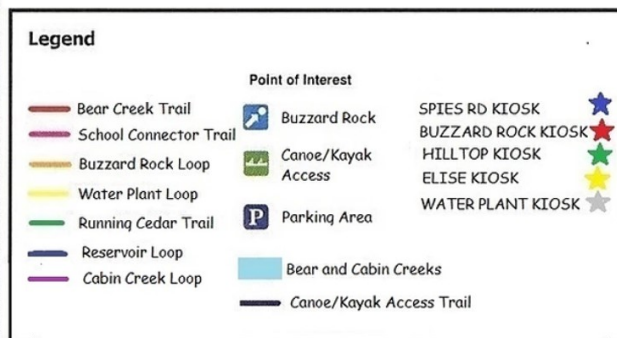 Legend
Bear Creek Trail
School Connector Trail
Buzzard Rock Loop
Water Plant Loop
Running Cedar Trail
Reservoir Loop
Cabin Creek Loop
Point of Interest
Buzzard Rock
Canoe/Kayak
Access
P
Parking Area
Bear and Cabin Creeks
Canoe/Kayak Access Trail
SPIES RD KIOSK
BUZZARD ROCK KIOSK
HILLTOP KIOSK
ELISE KIOSK
WATER PLANT KIOSK